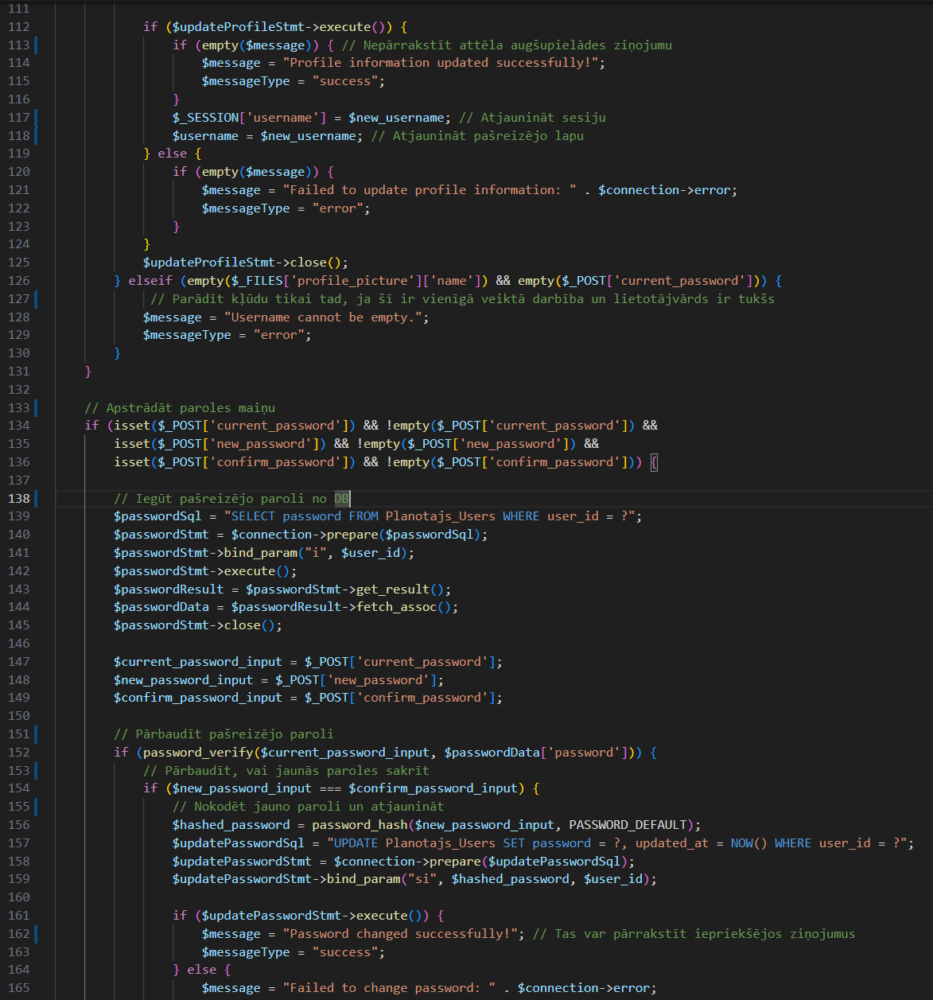 111
112 if ($updateProfileStmt->execute()) {
113 if (empty($message)) { // Nepārrakstīt attēla augšupielādes ziņojumu
114 $message = "Profile information updated successfully!";
115 $messageType = "success";
116 }
117 $_SESSION['username'] = $new_username; // Atjaunināt sesiju
118 $username = $new_username; // Atjaunināt pašreizējo lapu
119 } else {
120 if (empty($message)) {
121 $message = "Failed to update profile information: " . $connection->error;
122 $messageType = "error";
123 }
124 }
125 $updateProfileStmt->close();
126 } elseif (empty($_FILES['profile_picture']['name']) && empty($_POST['current_password'])) {
127 // Parādīt kļūdu tikai tad, ja šī ir vienīgā veiktā darbība un lietotājvārds ir tukšs
128 $message = "Username cannot be empty.";
129 $messageType = "error";
130 }
131 }
132
133 // Apstrādāt paroles maiņu
134 if (isset($_POST['current_password']) && !empty($_POST['current_password']) &&
135 isset($_POST['new_password']) && !empty($_POST['new_password']) &&
136 isset($_POST['confirm_password']) && !empty($_POST['confirm_password'])) {
137
138 // Iegūt pašreizējo paroli no DB
139 $passwordSql = "SELECT password FROM Planotajs_Users WHERE user_id = ?";
140 $passwordStmt = $connection->prepare($passwordSql);
141 $passwordStmt->bind_param("i", $user_id);
142 $passwordStmt->execute();
143 $passwordResult = $passwordStmt->get_result();
144 $passwordData = $passwordResult->fetch_assoc();
145 $passwordStmt->close();
146
147 $current_password_input = $_POST['current_password'];
148 $new_password_input = $_POST['new_password'];
149 $confirm_password_input = $_POST['confirm_password'];
150
151 // Pārbaudīt pašreizējo paroli
152 if (password_verify($current_password_input, $passwordData['password'])) {
153 // Pārbaudīt, vai jaunās paroles sakrīt
154 if ($new_password_input === $confirm_password_input) {
155 // Nokodēt jauno paroli un atjaunināt
156 $hashed_password = password_hash($new_password_input, PASSWORD_DEFAULT);
157 $updatePasswordSql = "UPDATE Planotajs_Users SET password = ?, updated_at = NOW() WHERE user_id = ?";
158 $updatePasswordStmt = $connection->prepare($updatePasswordSql);
159 $updatePasswordStmt->bind_param("si", $hashed_password, $user_id);
160
161 if ($updatePasswordStmt->execute()) {
162 $message = "Password changed successfully!"; // Tas var pārrakstīt iepriekšējos ziņojumus
163 $messageType = "success";
164 } else {
165 $message = "Failed to change password: " . $connection->error;